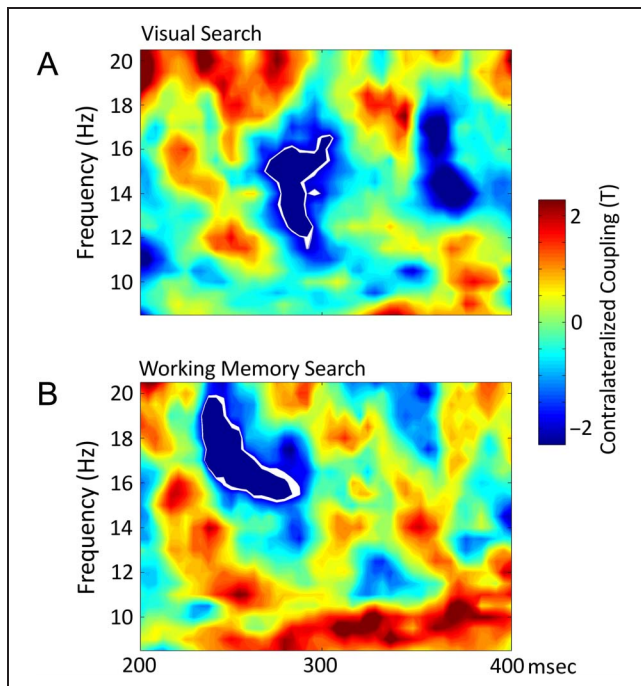 Visual Search
A
20
18
16
14
12
10
Frequency (Hz)
2
0
−2
Contralateralized Coupling (T)
Working Memory Search
B
20
18
16
14
12
10
Frequency (Hz)
200
300
400 msec